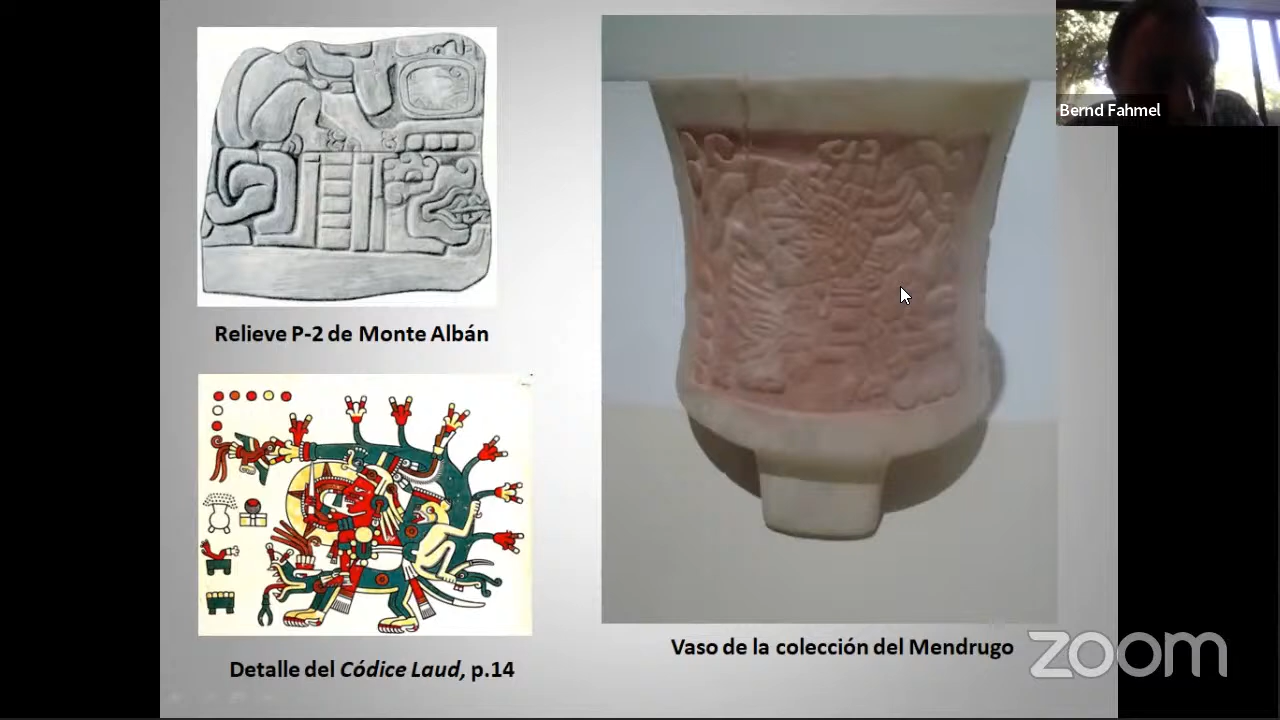 Bernd Fahmel
Relieve P-2 de Monte Albán
Detalle del Códice Laud, p.14
Vaso de la colección del Mendrugo
zoom